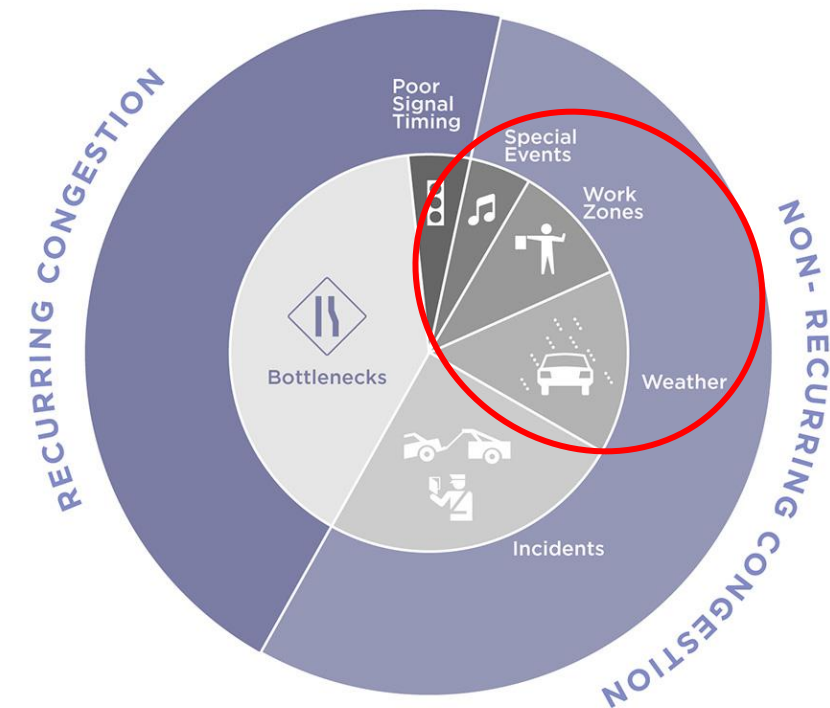 RECURRING CONGESTION
Poor
Signal
Timing
Special
Events
Work
Zones
Weather
Incidents
Bottlenecks
NON- RECURRING CONGESTION